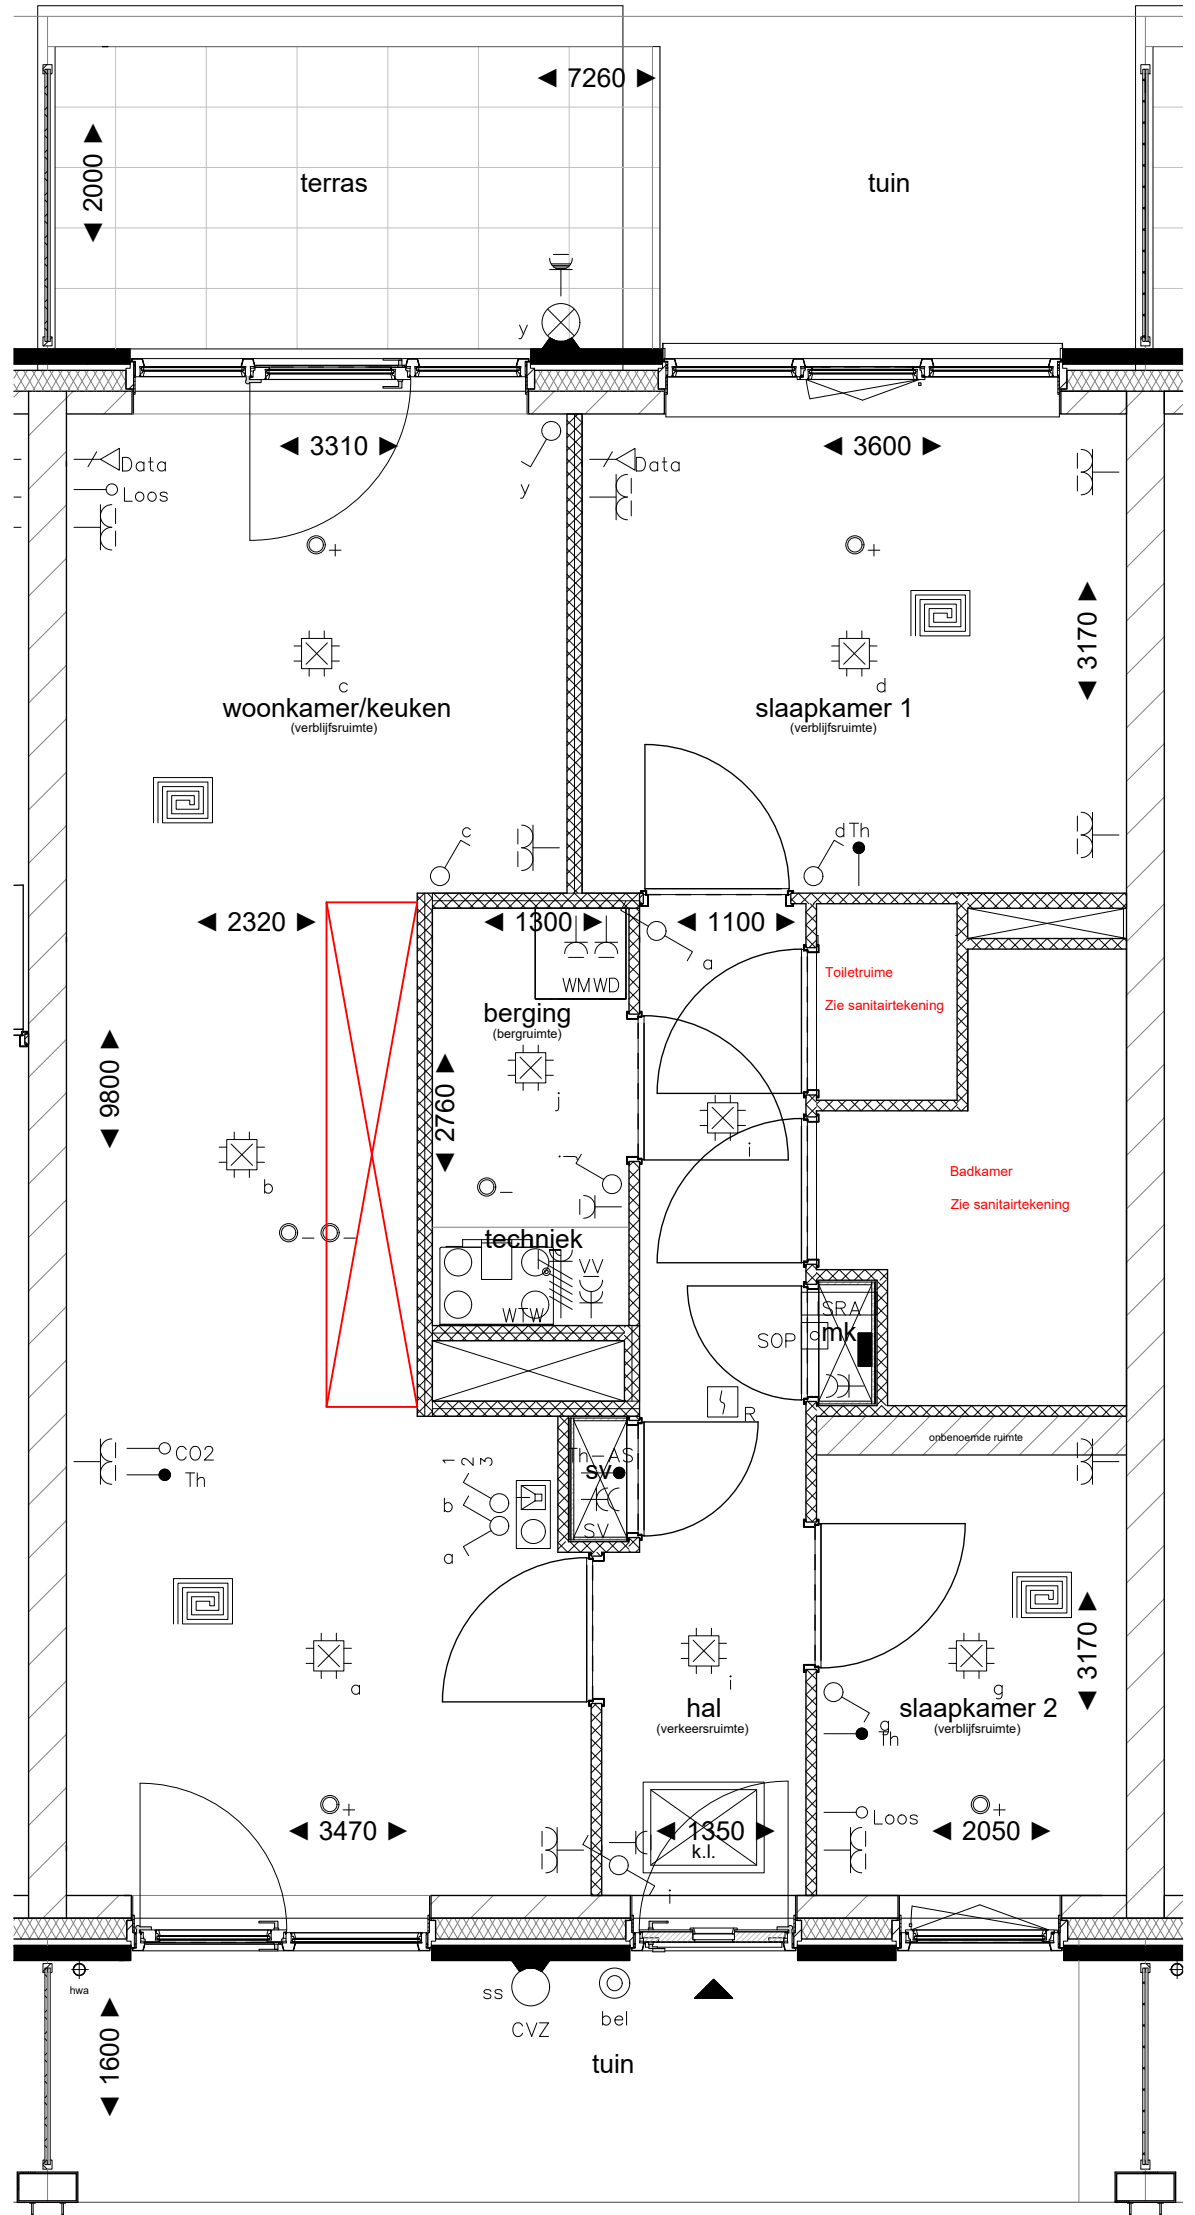 ◄ 7260 ►
◄ 2000 ►
terras
tuin
y
◄ 3310 ►
◄ 3600 ►
Data
Loos
y
Data
+
+
◄ 3170 ►
c
woonkamer/keuken
(verblijfsruimte)
d
slaapkamer 1
(verblijfsruimte)
c
d Th
◄ 2320 ►
◄ 1300 ►
◄ 1100 ►
a
WM WD
Toiletruime
Zie sanitairtekening
berging
(bergruimte)
◄ 9800 ►
◄ 2760 ►
j
i
b
j
Badkamer
Zie sanitairtekening
techniek
VV
WTW
SRA
SOP
mk
R
onbenoemde ruimte
CO2
Th
1
2
3
b
a
Th-AS
sv
SV
◄ 3170 ►
a
i
g
hal
(verkeersruimte)
slaapkamer 2
(verblijfsruimte)
g
Th
+
◄ 3470 ►
◄ 1350 ►
k.l.
Loos
+
◄ 2050 ►
i
hwa
ss
CVZ
bel
◄ 1600 ►
tuin